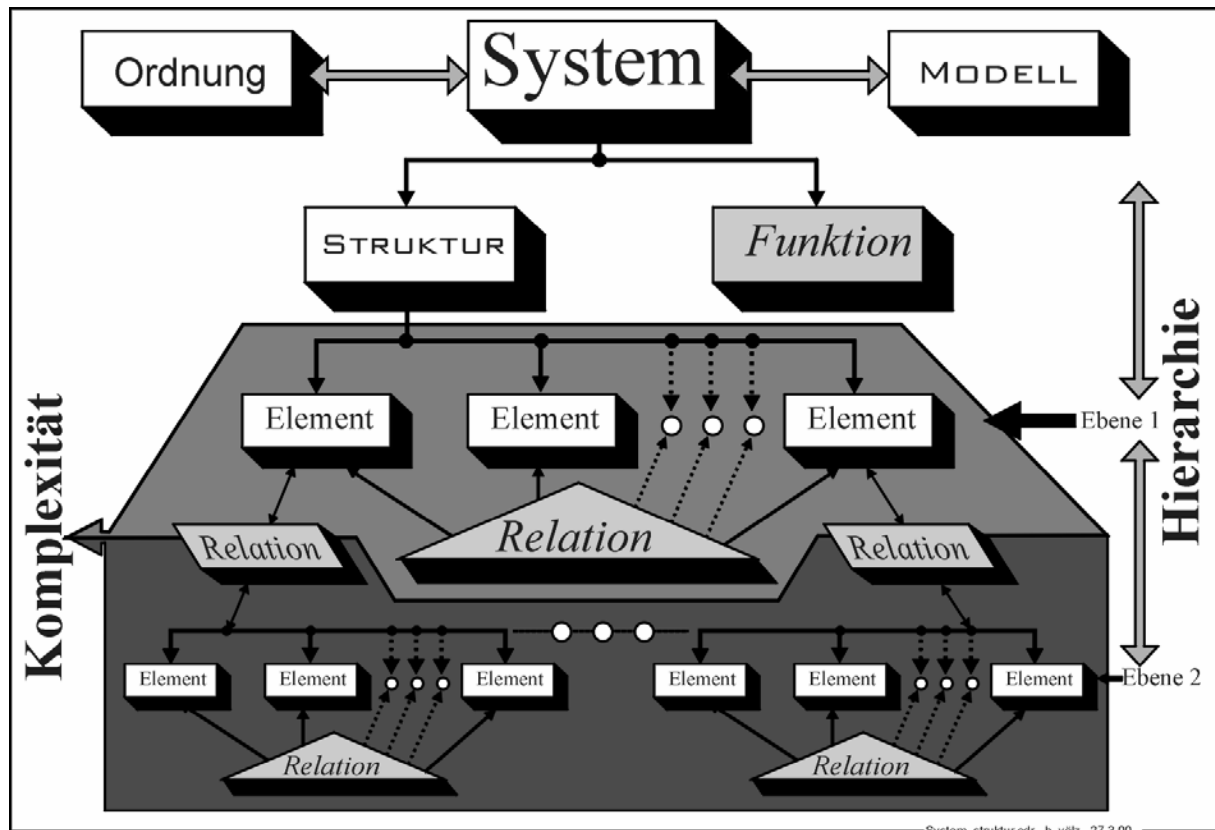 Ordnung
System
MODELL
STRUKTUR
Funktion
Hierarchie
Komplexität
Element
Element
Element
Ebene 1
Relation
Relation
Relation
Element
Element
Element
Element
Element
Element
Ebene 2
Relation
Relation